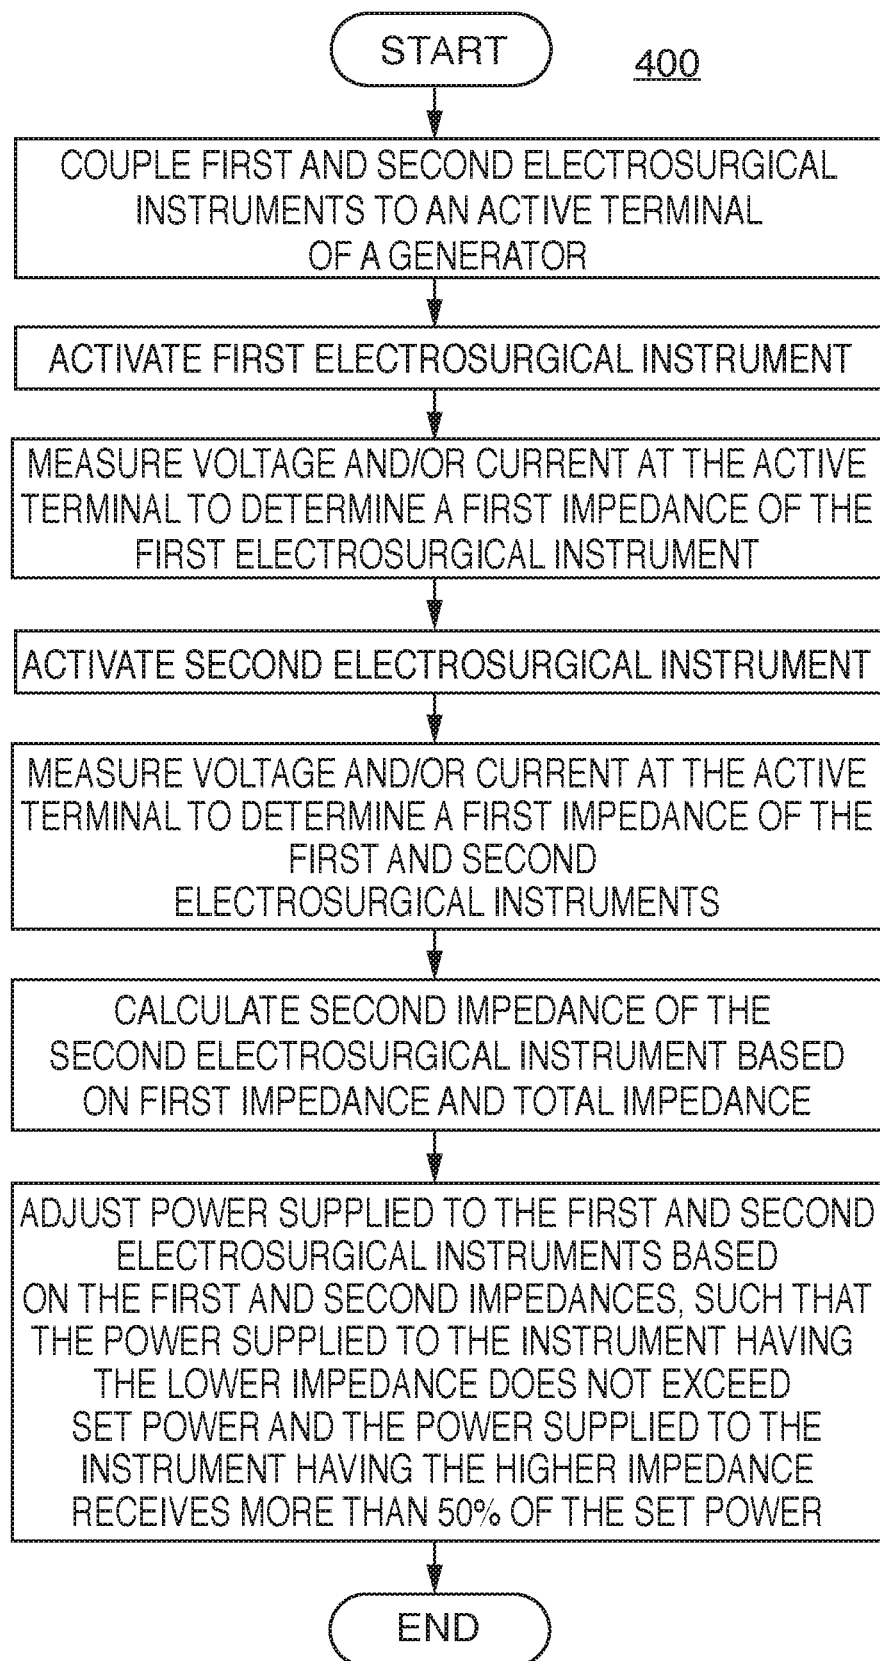 START
400
COUPLE FIRST AND SECOND ELECTROSURGICAL
INSTRUMENTS TO AN ACTIVE TERMINAL
OF A GENERATOR
ACTIVATE FIRST ELECTROSURGICAL INSTRUMENT
MEASURE VOLTAGE AND/OR CURRENT AT THE ACTIVE
TERMINAL TO DETERMINE A FIRST IMPEDANCE OF THE
FIRST ELECTROSURGICAL INSTRUMENT
ACTIVATE SECOND ELECTROSURGICAL INSTRUMENT
MEASURE VOLTAGE AND/OR CURRENT AT THE ACTIVE
TERMINAL TO DETERMINE A FIRST IMPEDANCE OF THE
FIRST AND SECOND
ELECTROSURGICAL INSTRUMENTS
CALCULATE SECOND IMPEDANCE OF THE
SECOND ELECTROSURGICAL INSTRUMENT BASED
ON FIRST IMPEDANCE AND TOTAL IMPEDANCE
ADJUST POWER SUPPLIED TO THE FIRST AND SECOND
ELECTROSURGICAL INSTRUMENTS BASED
ON THE FIRST AND SECOND IMPEDANCES, SUCH THAT
THE POWER SUPPLIED TO THE INSTRUMENT HAVING
THE LOWER IMPEDANCE DOES NOT EXCEED
SET POWER AND THE POWER SUPPLIED TO THE
INSTRUMENT HAVING THE HIGHER IMPEDANCE
RECEIVES MORE THAN 50% OF THE SET POWER
END